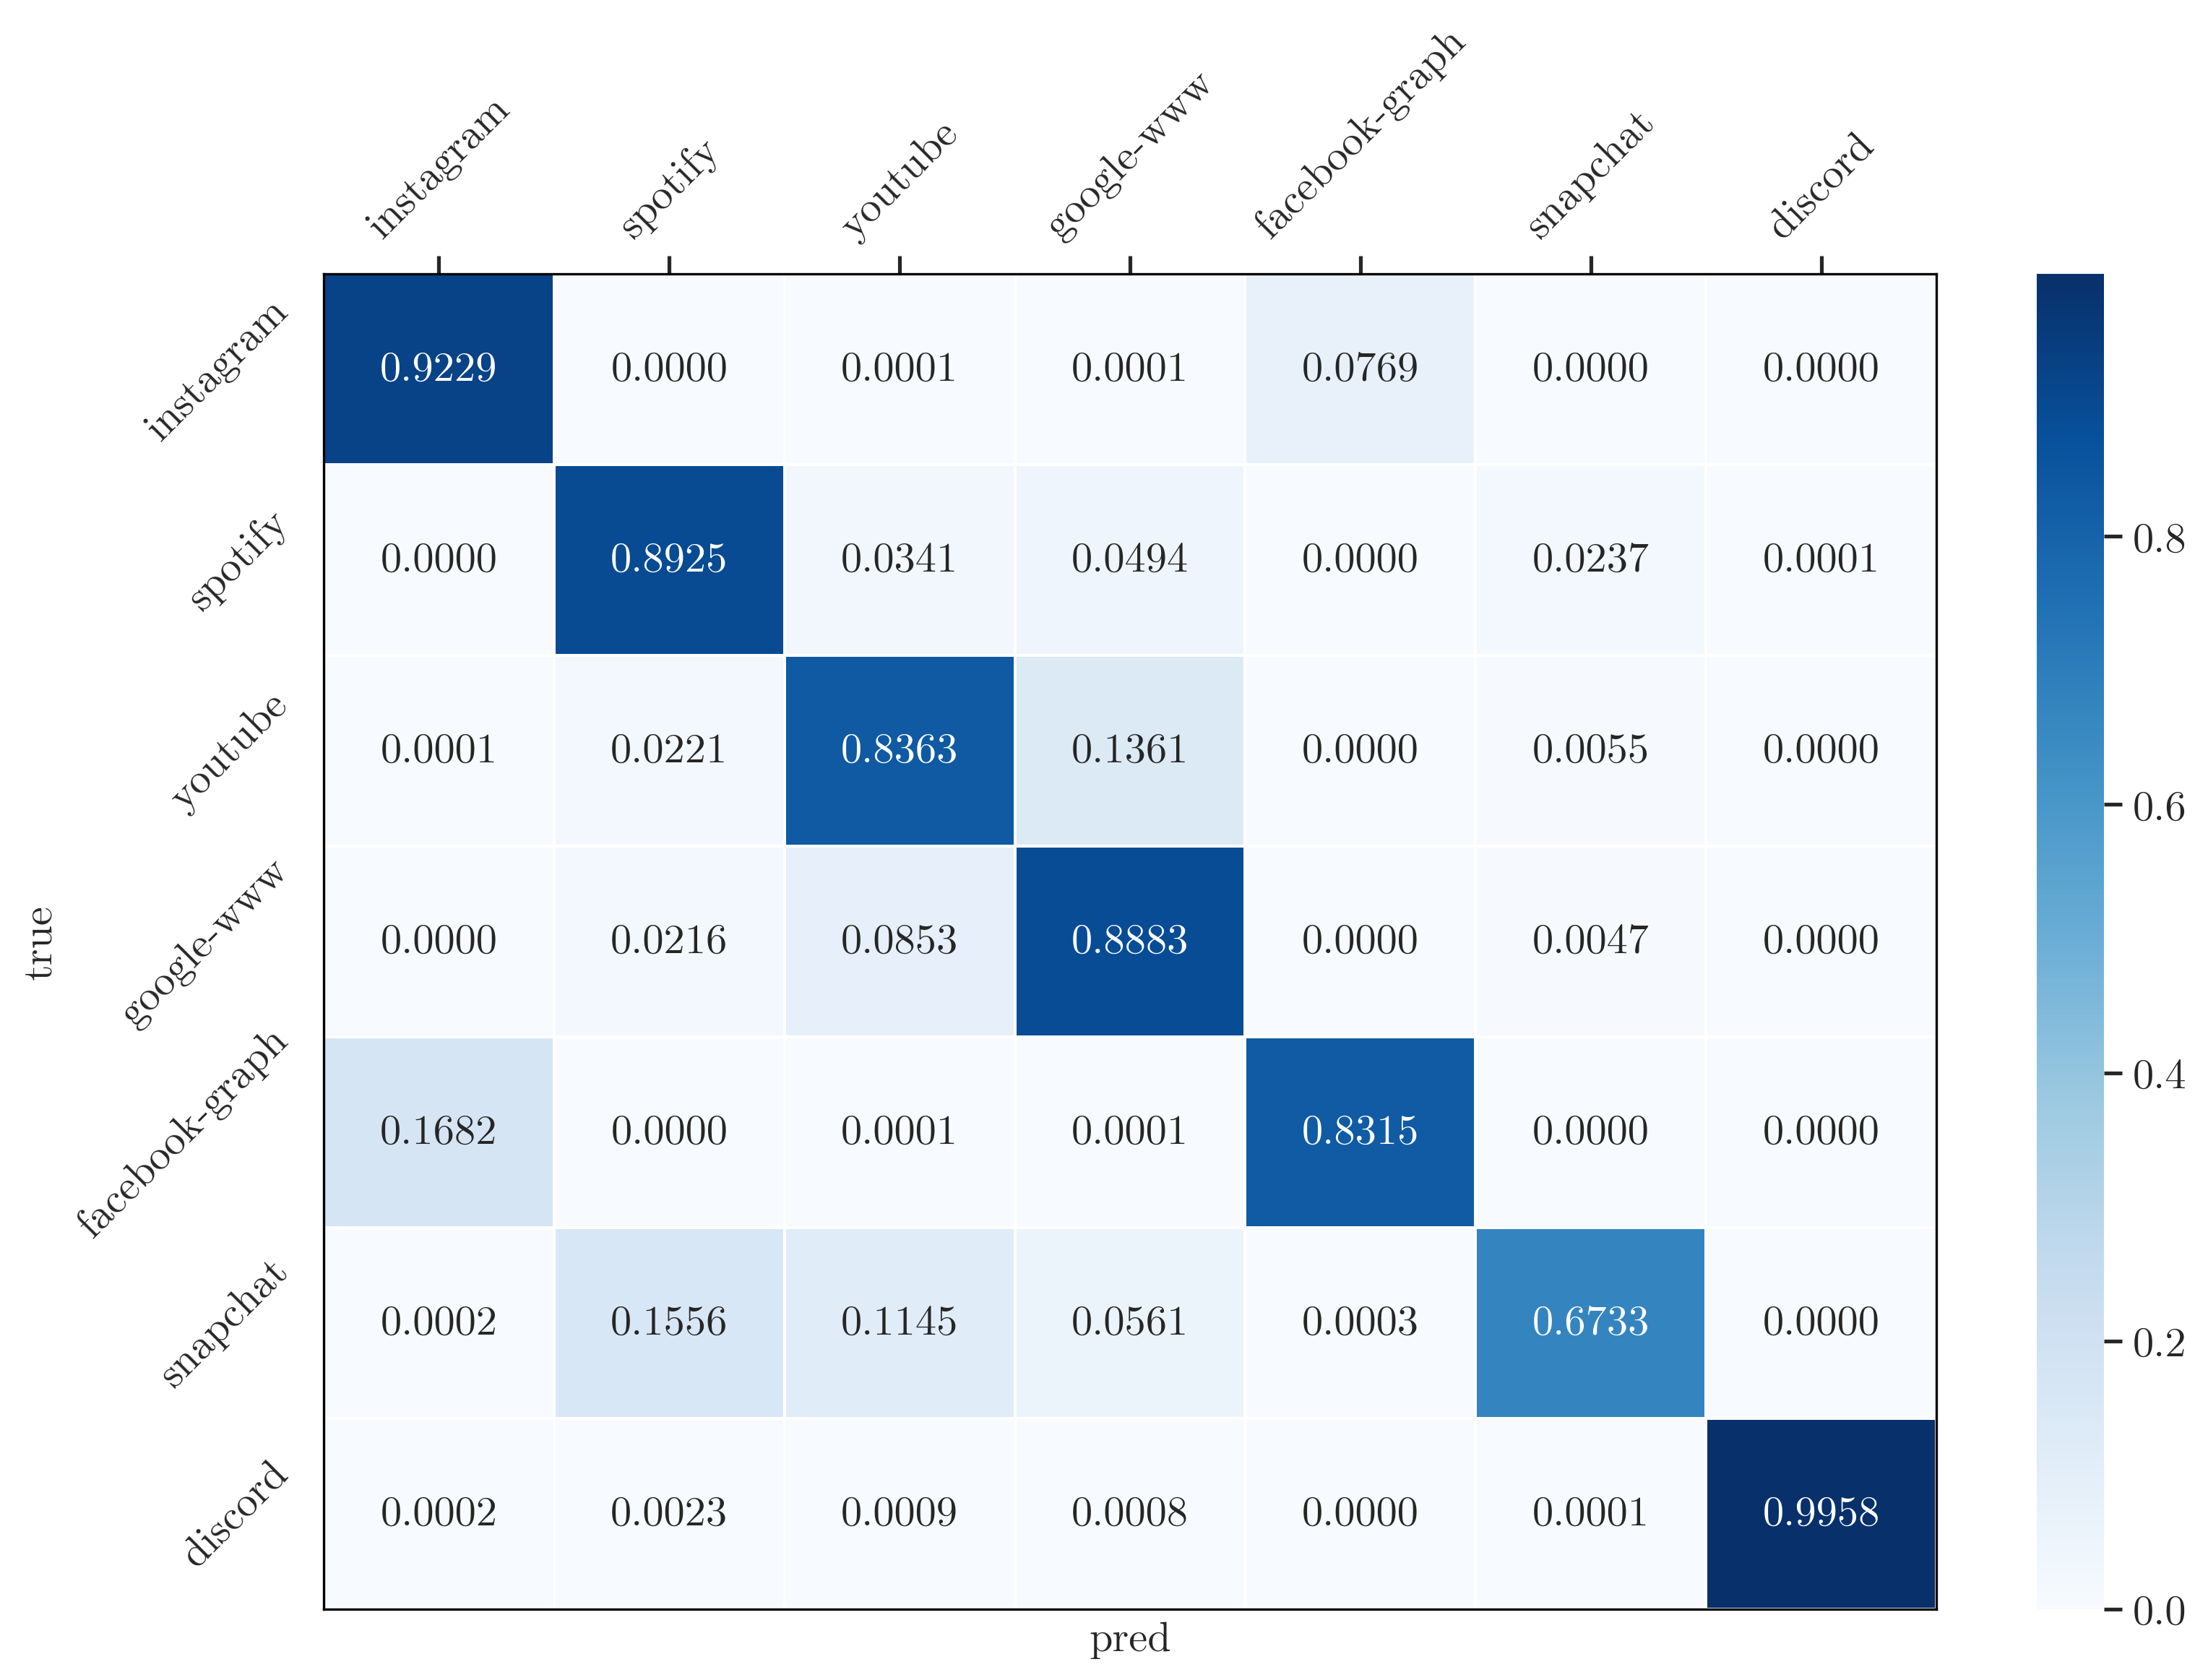 instagram spotify youtube google-www facebook-graph snapchat discord
instagram 0.9229 0.0000 0.0001 0.0001 0.0769 0.0000 0.0000
spotify 0.0000 0.8925 0.0341 0.0494 0.0000 0.0237 0.0001
youtube 0.0001 0.0221 0.8363 0.1361 0.0000 0.0055 0.0000
google-www 0.0000 0.0216 0.0853 0.8883 0.0000 0.0047 0.0000
facebook-graph 0.1682 0.0000 0.0001 0.0001 0.8315 0.0000 0.0000
snapchat 0.0002 0.1556 0.1145 0.0561 0.0003 0.6733 0.0000
discord 0.0002 0.0023 0.0009 0.0008 0.0000 0.0001 0.9958
true
pred
0.8
0.6
0.4
0.2
0.0